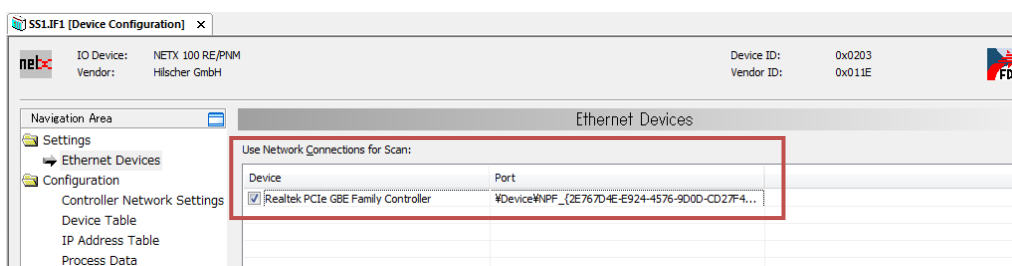 SS1.IF1 [Device Configuration] ×
netx IO Device: NETX 100 RE/PNM Device ID: 0x0203
Vendor: Hilscher GmbH Vendor ID: 0x011E
FD
Navigation Area Ethernet Devices
Settings
Ethernet Devices
Use Network Connections for Scan:
Configuration
Device Port
Controller Network Settings
Realtek PCIe GBE Family Controller ¥Device¥NPF_{2E767D4E-E924-4576-9D0D-CD27F4...
Device Table
IP Address Table
Process Data